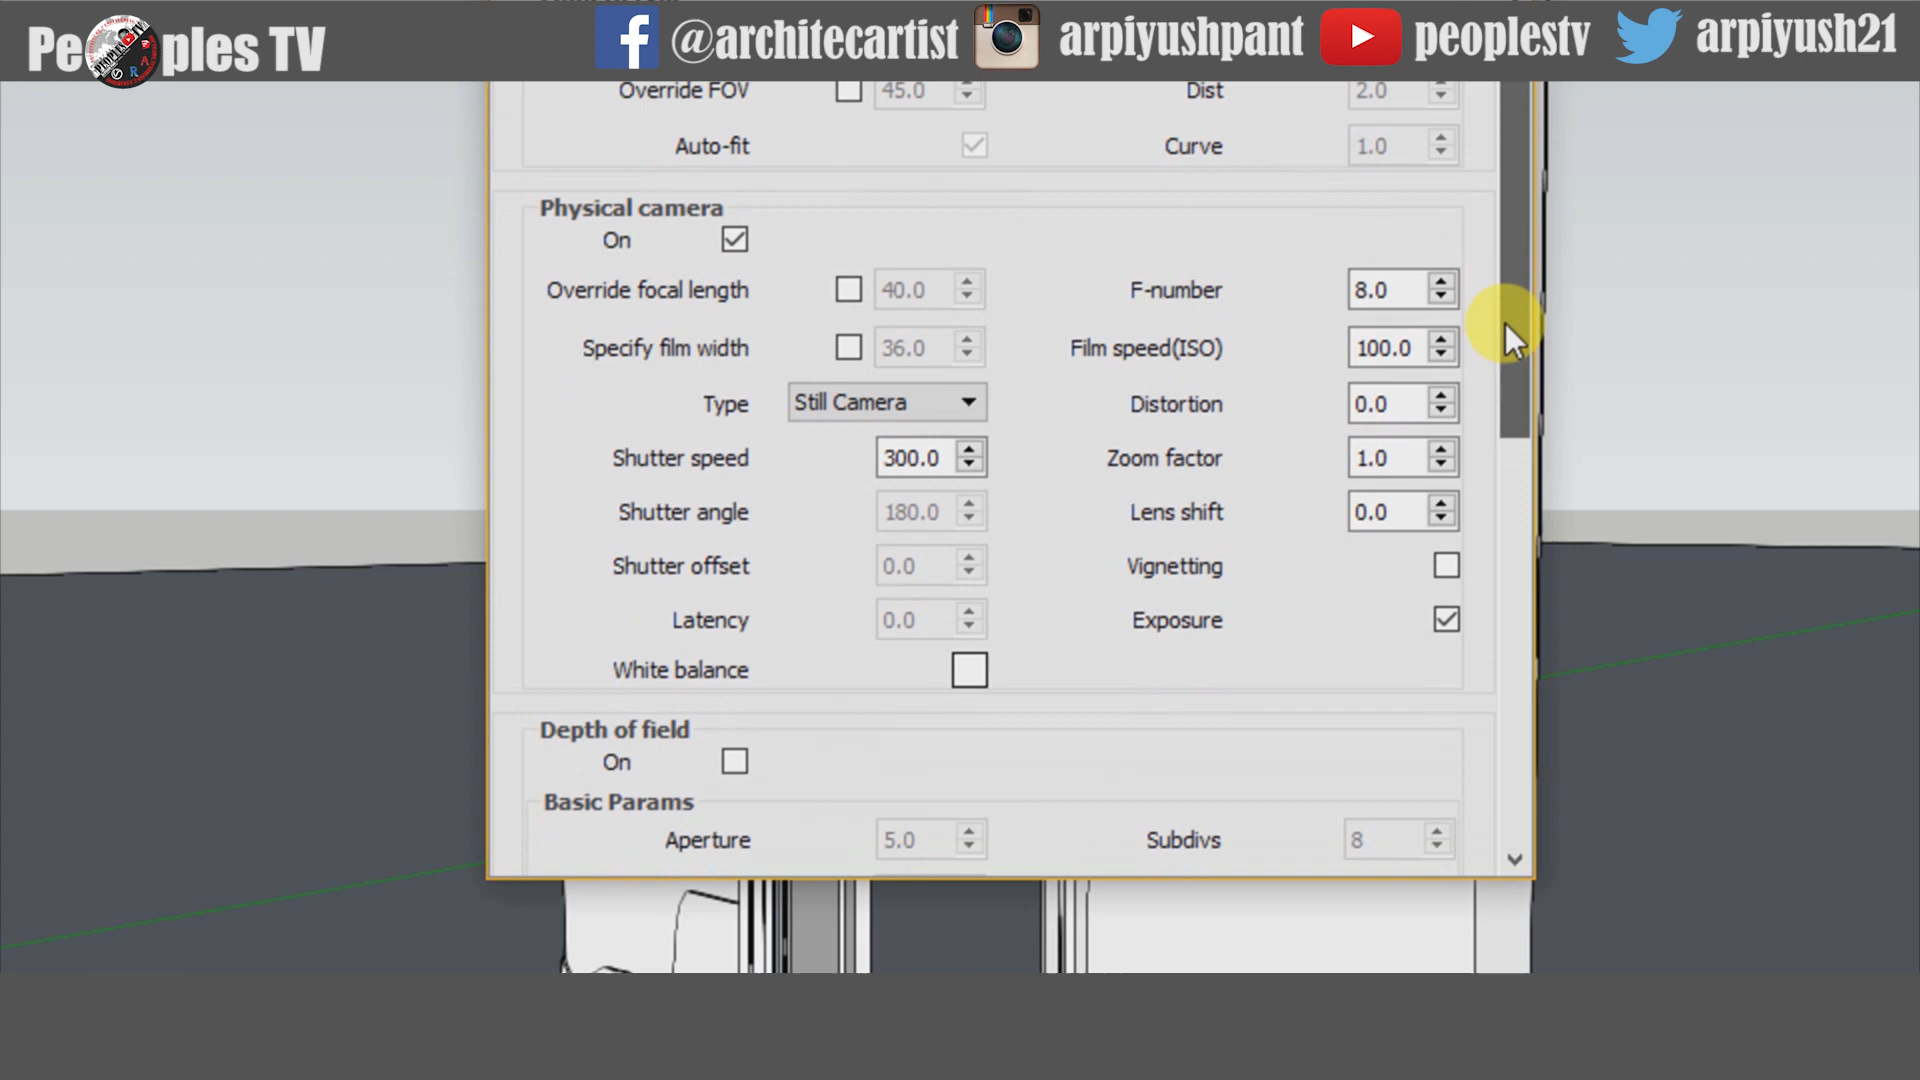 Peoples TV @architecartist arpiyushpant peoplestv arpiyush21
Override FOV 45.0 Dist 2.0
Auto-fit Curve 1.0
Physical camera
On
Override focal length 40.0 F-number 8.0
Specify film width 36.0 Film speed(ISO) 100.0
Type Still Camera Distortion 0.0
Shutter speed 300.0 Zoom factor 1.0
Shutter angle 180.0 Lens shift 0.0
Shutter offset 0.0 Vignetting
Latency 0.0 Exposure
White balance
Depth of field
On
Basic Params
Aperture 5.0 Subdivs 8